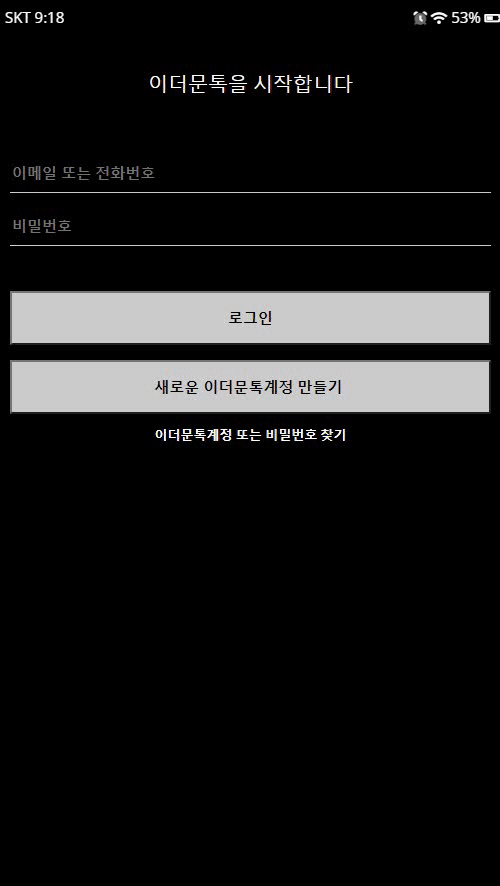 SKT 9:18 53%
이더문톡을 시작합니다
이메일 또는 전화번호
비밀번호
로그인
새로운 이더문톡계정 만들기
이더문톡계정 또는 비밀번호 찾기